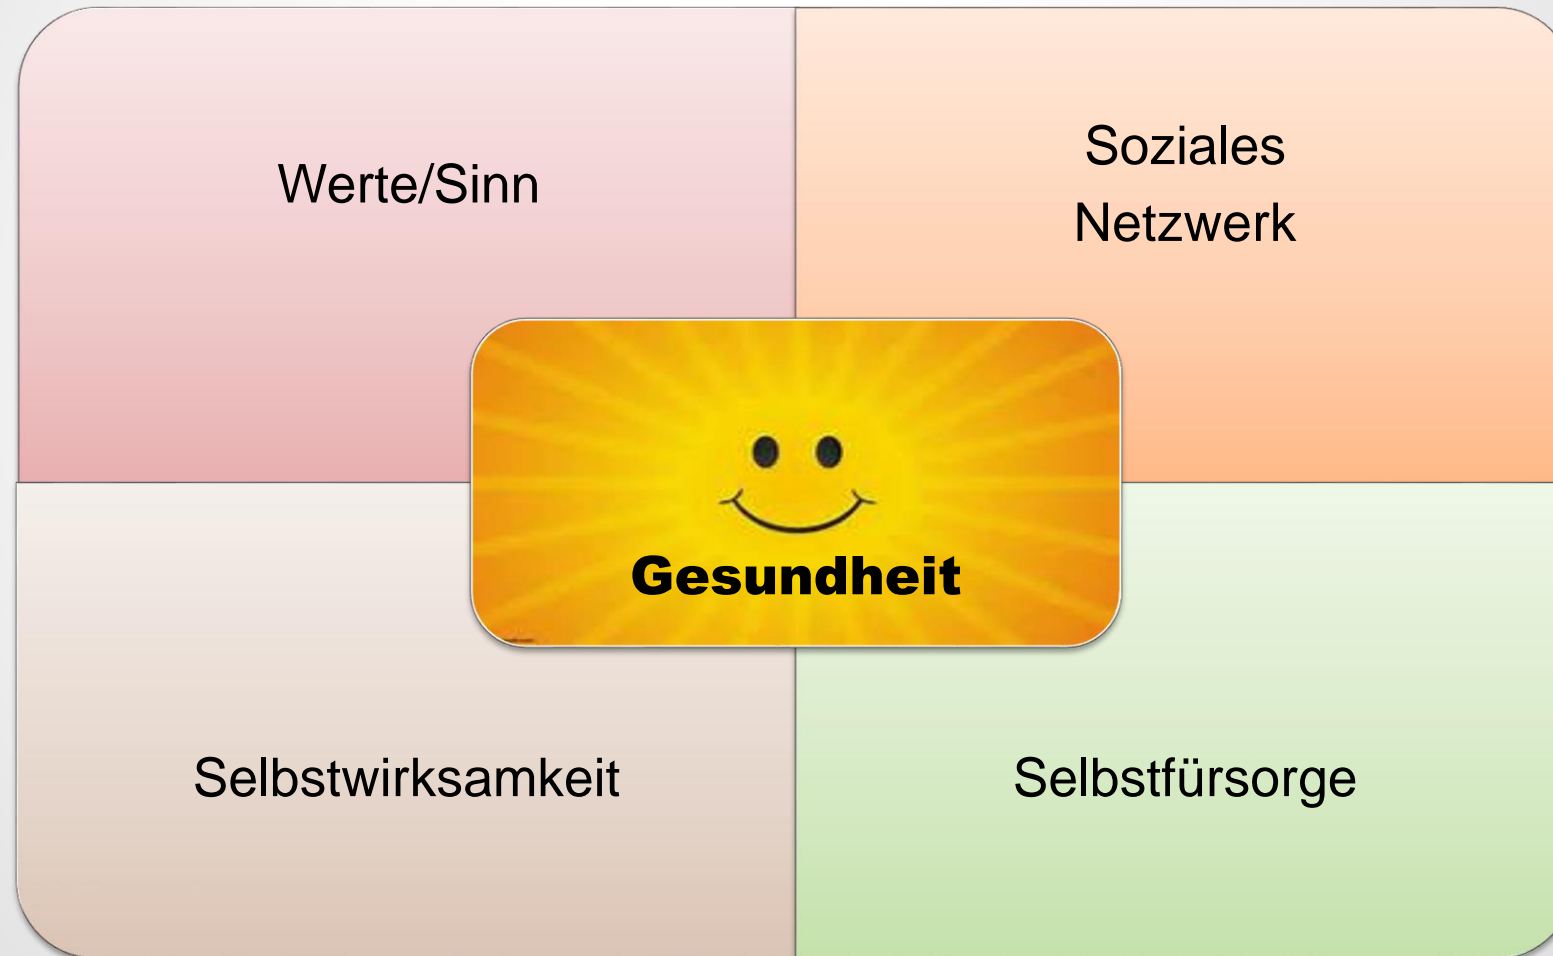 Werte/Sinn
Soziales
Netzwerk
Gesundheit
Selbstwirksamkeit
Selbstfürsorge